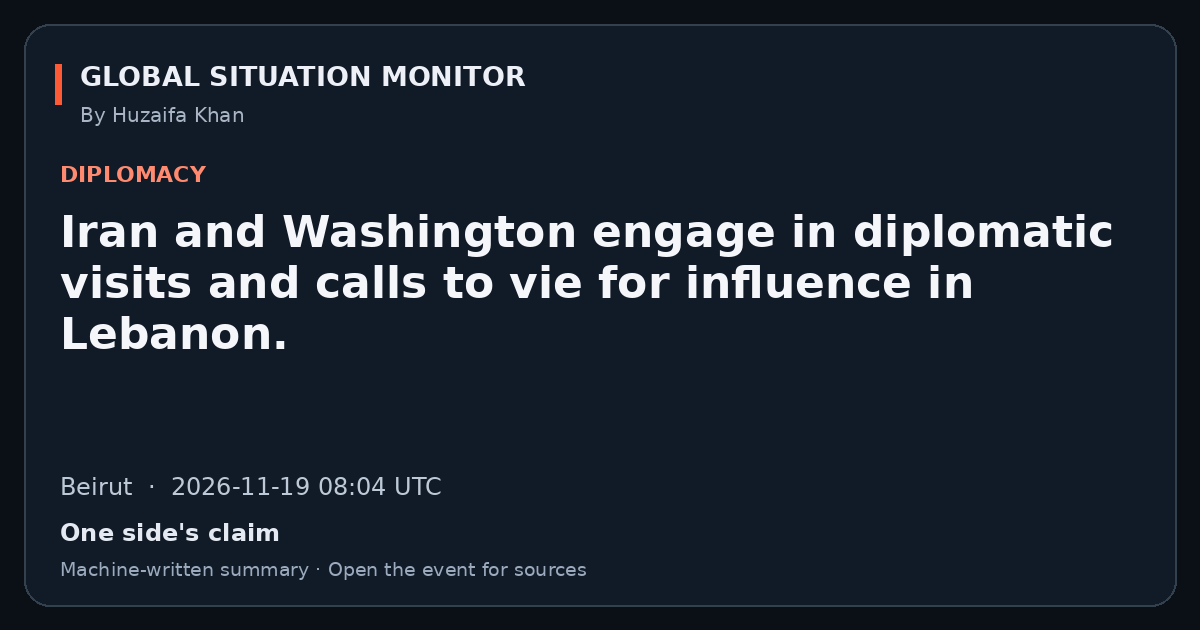 GLOBAL SITUATION MONITOR
By Huzaifa Khan
DIPLOMACY
Iran and Washington engage in diplomatic
visits and calls to vie for influence in
Lebanon.
Beirut · 2026-11-19 08:04 UTC
One side's claim
Machine-written summary · Open the event for sources